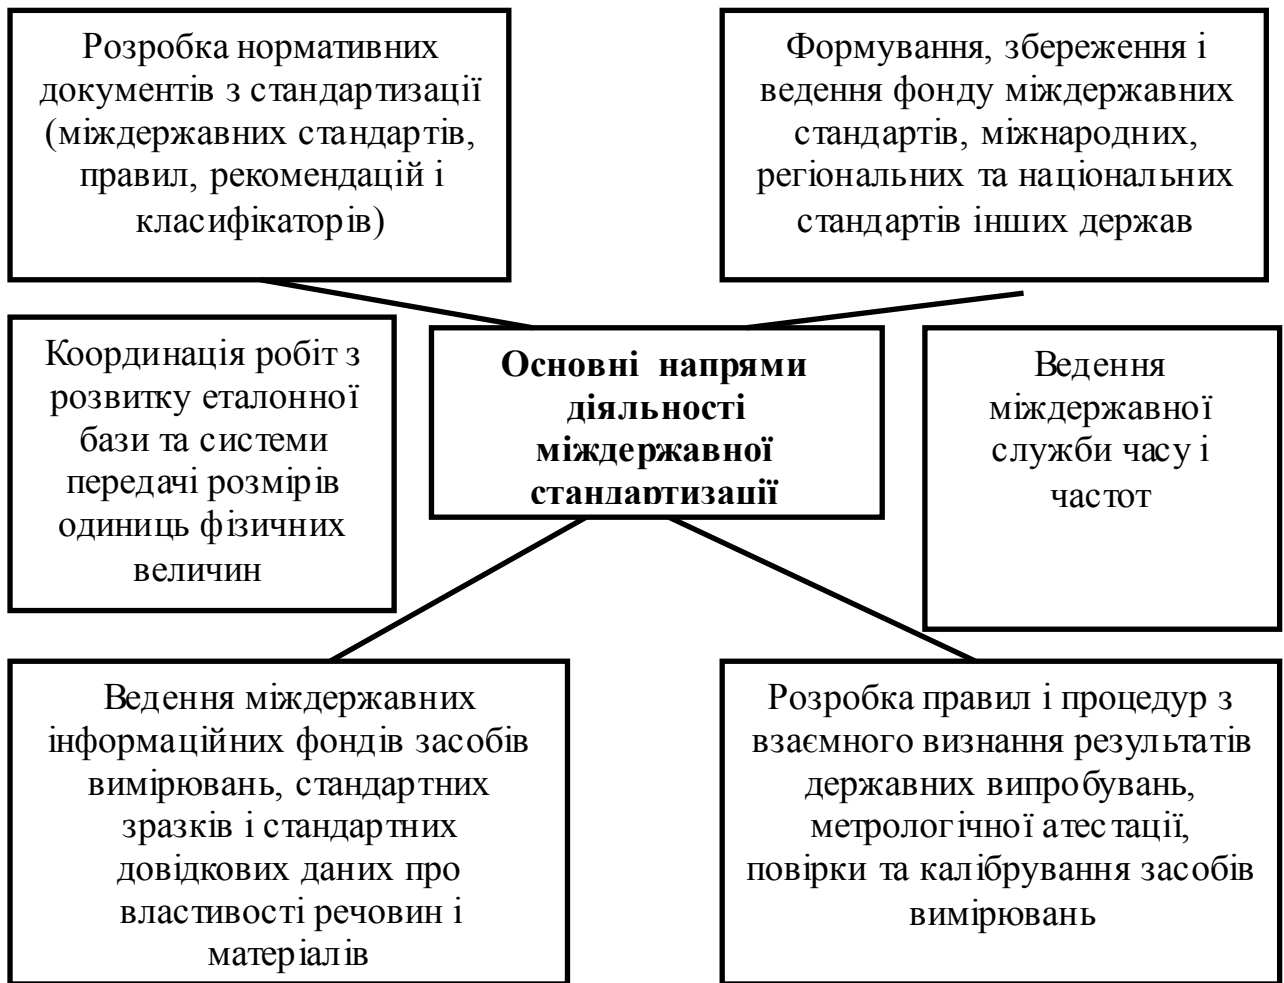 Розробка нормативних
документів з стандартизації
(міждержавних стандартів,
правил, рекомендацій і
класифікаторів)
Формування, збереження і
ведення фонду міждержавних
стандартів, міжнародних,
регіональних та національних
стандартів інших держав
Координація робіт з
розвитку еталонної
бази та системи
передачі розмірів
одиниць фізичних
величин
Основні напрями
діяльності
міждержавної
стандартизації
Ведення
міждержавної
служби часу і
частот
Ведення міждержавних
інформаційних фондів засобів
вимірювань, стандартних
зразків і стандартних
довідкових даних про
властивості речовин і
матеріалів
Розробка правил і процедур з
взаємного визнання результатів
державних випробувань,
метрологічної атестації,
повірки та калібрування засобів
вимірювань